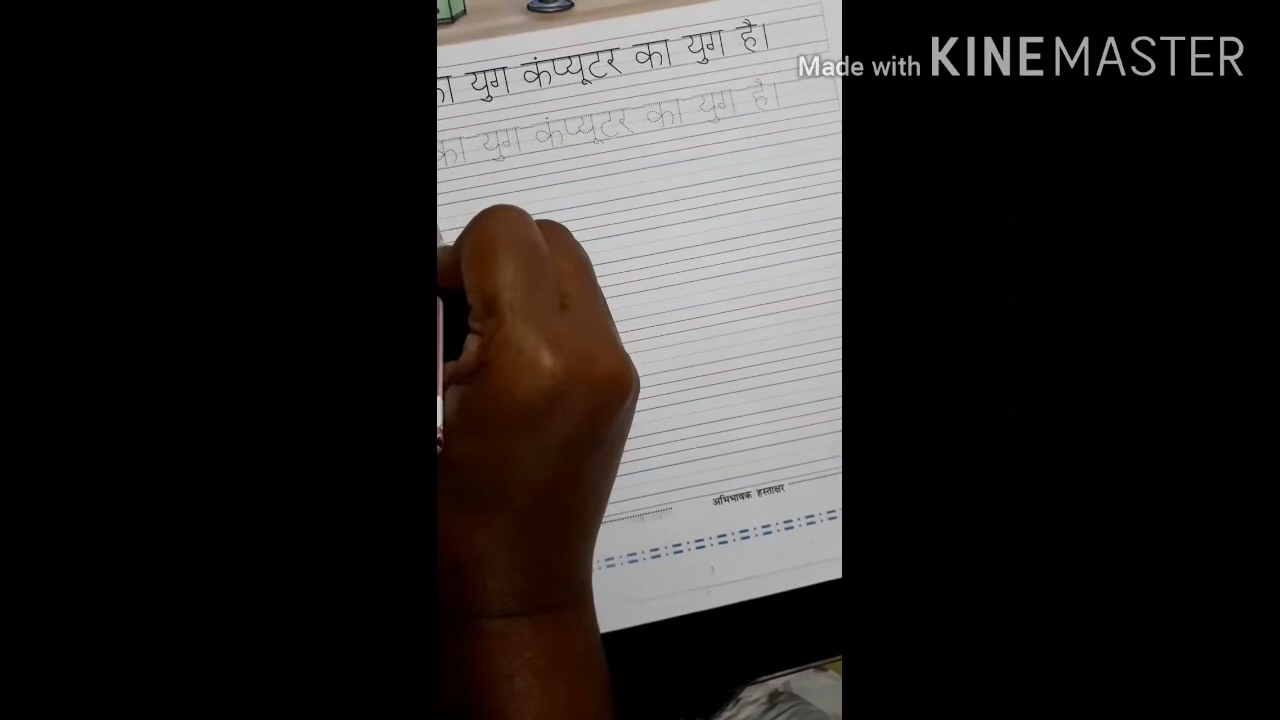 Made with KINEMASTER
का युग कंप्यूटर का युग है।
का युग कंप्यूटर का युग है।
अभिभावक हस्ताक्षर